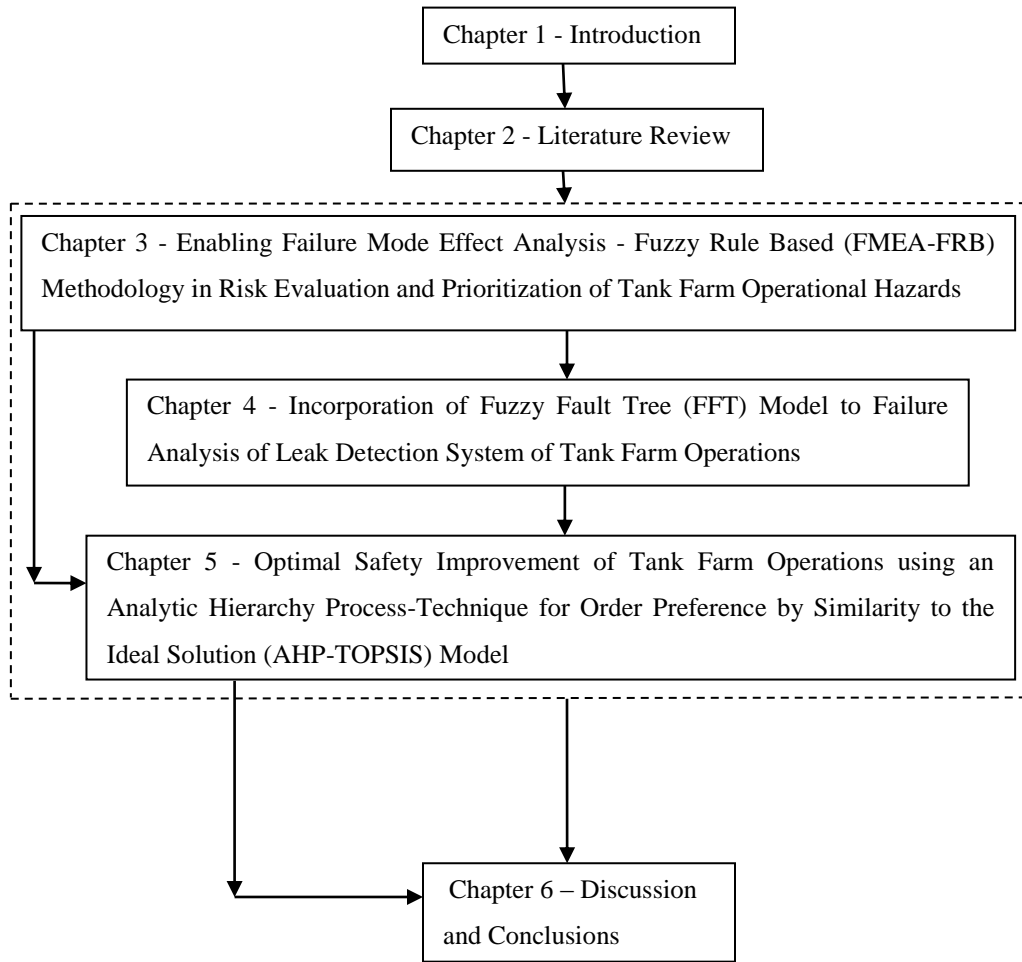 Chapter 1 - Introduction
Chapter 2 - Literature Review
Chapter 3 - Enabling Failure Mode Effect Analysis - Fuzzy Rule Based (FMEA-FRB)
Methodology in Risk Evaluation and Prioritization of Tank Farm Operational Hazards
Chapter 4 - Incorporation of Fuzzy Fault Tree (FFT) Model to Failure
Analysis of Leak Detection System of Tank Farm Operations
Chapter 5 - Optimal Safety Improvement of Tank Farm Operations using an
Analytic Hierarchy Process-Technique for Order Preference by Similarity to the
Ideal Solution (AHP-TOPSIS) Model
Chapter 6 – Discussion
and Conclusions